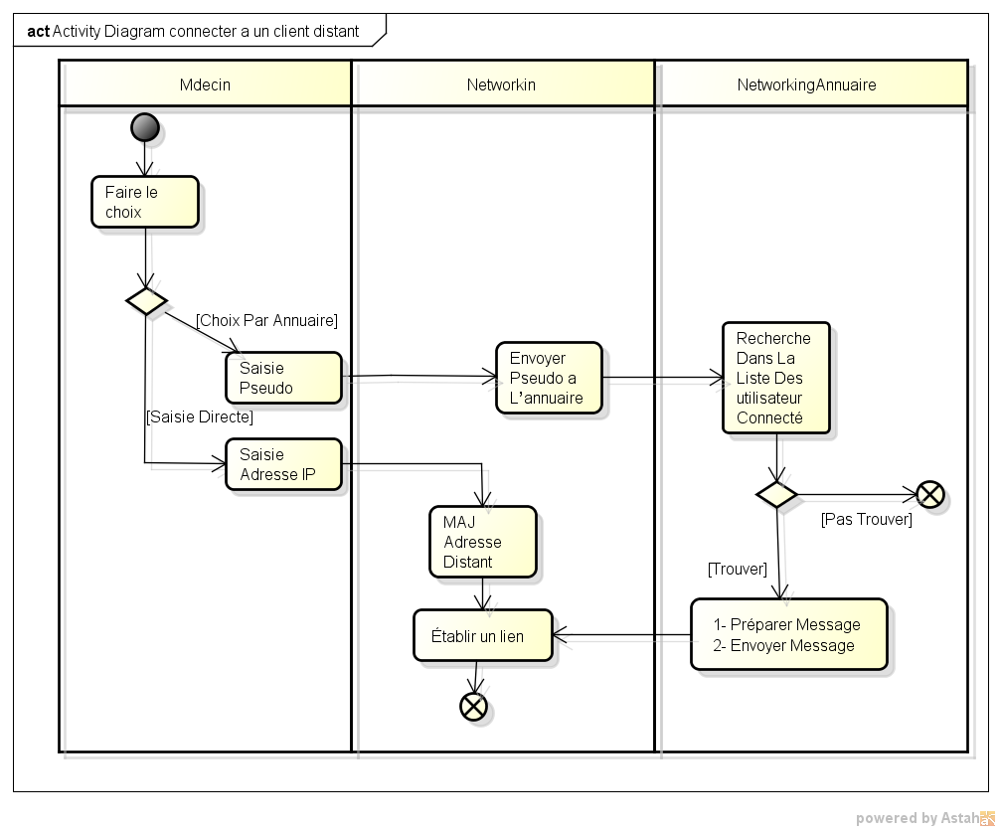 act Activity Diagram connecter a un client distant
Mdecin
Networkin
NetworkingAnnuaire
Faire le
choix
[Choix Par Annuaire]
Saisie
Pseudo
Envoyer
Pseudo a
L'annuaire
Recherche
Dans La
Liste Des
utilisateur
Connecté
[Saisie Directe]
Saisie
Adresse IP
[Pas Trouver]
MAJ
Adresse
Distant
[Trouver]
1- Préparer Message
2- Envoyer Message
Établir un lien
powered by Astah